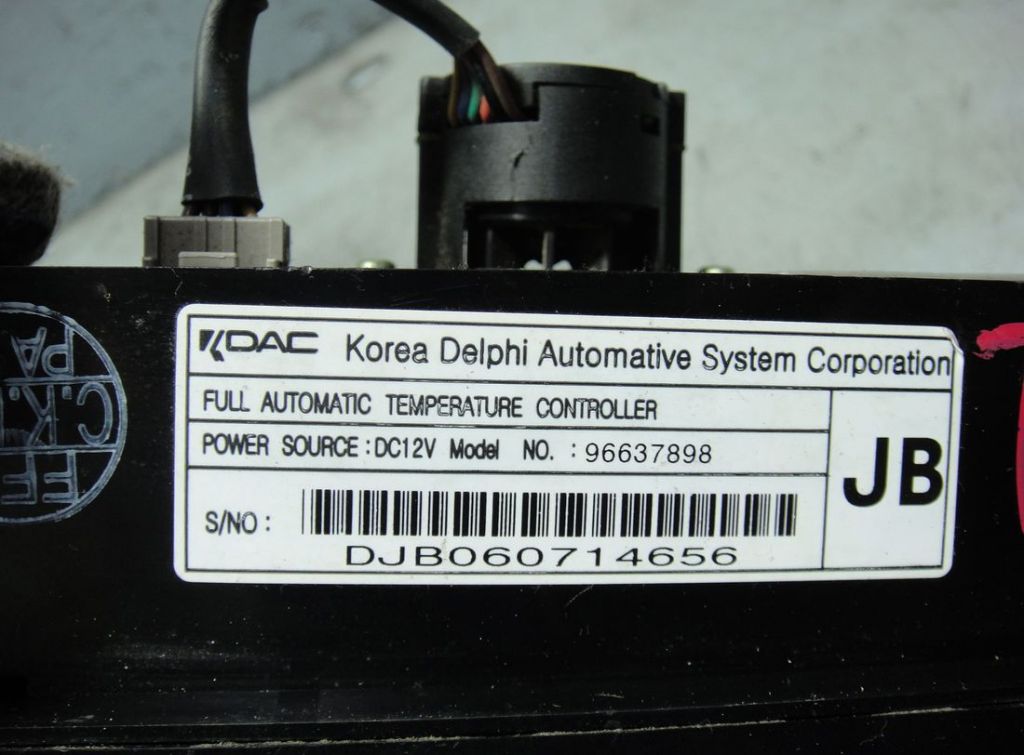 KDAC Korea Delphi Automative System Corporation
FULL AUTOMATIC TEMPERATURE CONTROLLER
POWER SOURCE : DC12V Model NO. : 96637898
JB
S/NO :
DJB060714656
PA
C.K.